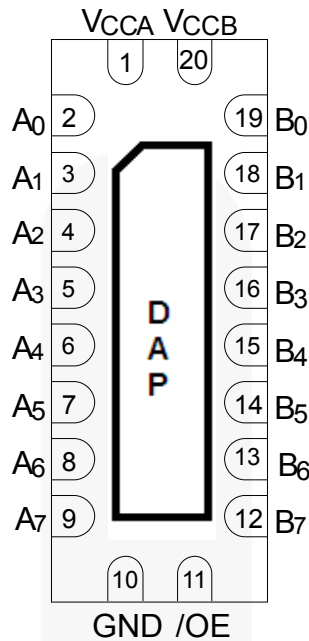 VCCA VCCB
1 20
A0 2 19 B0
A1 3 18 B1
A2 4 17 B2
A3 5 16 B3
A4 6 15 B4
A5 7 14 B5
A6 8 13 B6
A7 9 12 B7
D
A
P
10 11
GND /OE